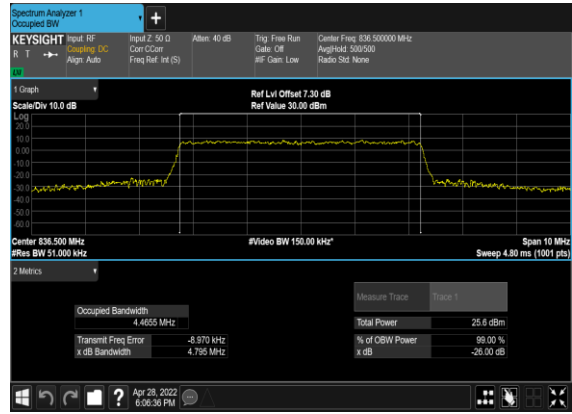 Spectrum Analyzer 1
Occupied BW
+
KEYSIGHT Input: RF Input Z: 50 Ω Atten: 40 dB Trig: Free Run Center Freq: 836.500000 MHz
R T Coupling: DC Corr CCorr Gate: Off Avg|Hold: 500/500
Align: Auto Freq Ref: Int (S) #IF Gain: Low Radio Std: None
1 Graph
Ref Lvl Offset 7.30 dB
Scale/Div 10.0 dB Ref Value 30.00 dBm
Log
20.0
10.0
0.00
-10.0
-20.0
-30.0
-40.0
-50.0
-60.0
Center 836.500 MHz #Video BW 150.00 kHz* Span 10 MHz
#Res BW 51.000 kHz Sweep 4.80 ms (1001 pts)
2 Metrics
Measure Trace Trace 1
Occupied Bandwidth
4.4655 MHz Total Power 25.6 dBm
Transmit Freq Error -8.970 kHz % of OBW Power 99.00 %
x dB Bandwidth 4.795 MHz x dB -26.00 dB
? Apr 28, 2022
6:06:36 PM